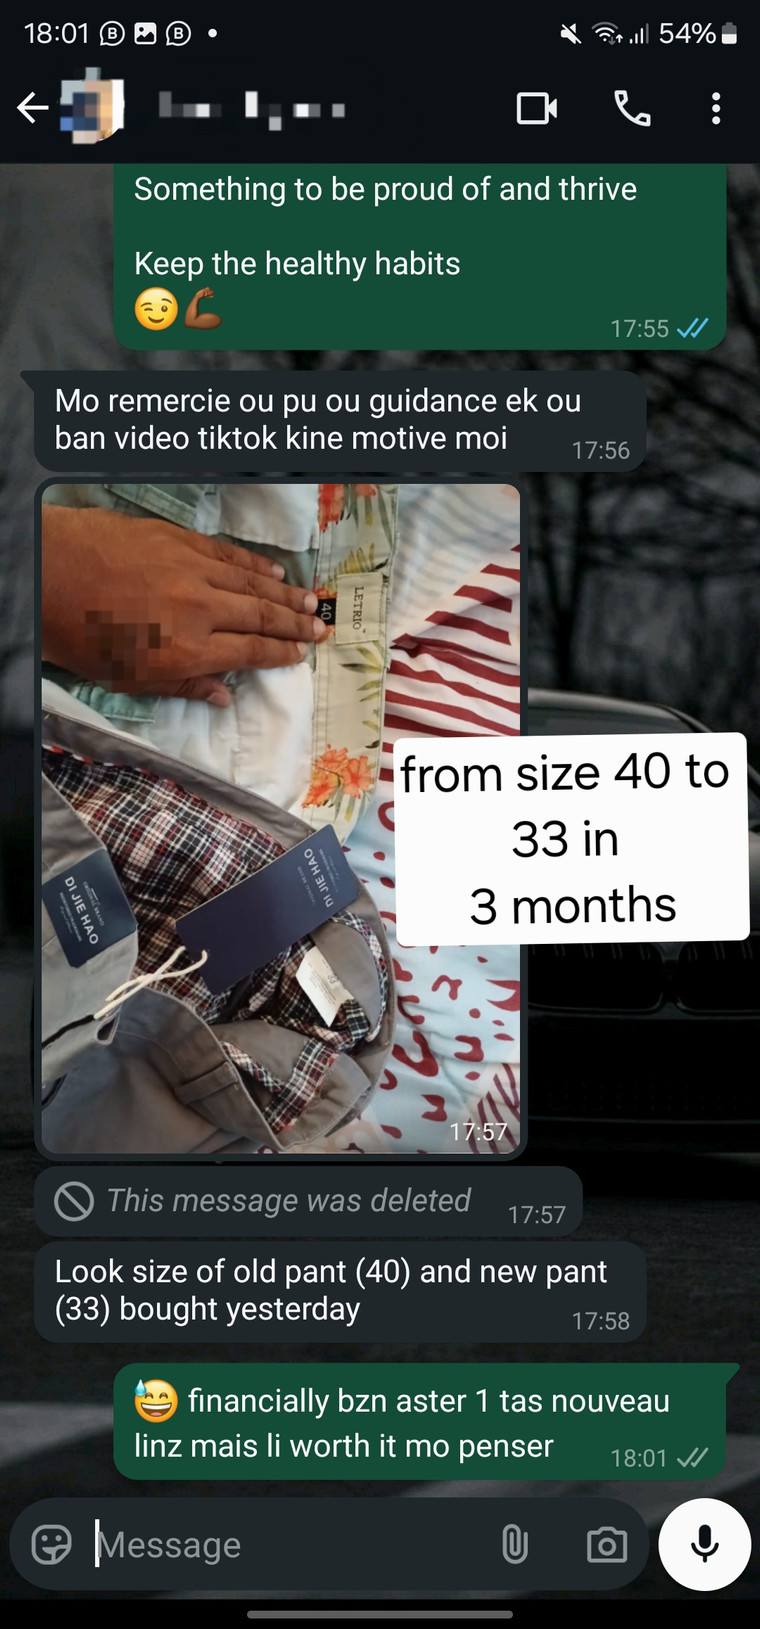 18:01
54%
Something to be proud of and thrive
Keep the healthy habits
😉💪🏾
17:55
Mo remercie ou pu ou guidance ek ou
ban video tiktok kine motive moi
17:56
LETRIO
40
DI JIE HAO
DI JIE HAO
from size 40 to
33 in
3 months
17:57
This message was deleted
17:57
Look size of old pant (40) and new pant
(33) bought yesterday
17:58
😅 financially bzn aster 1 tas nouveau
linz mais li worth it mo penser
18:01
Message